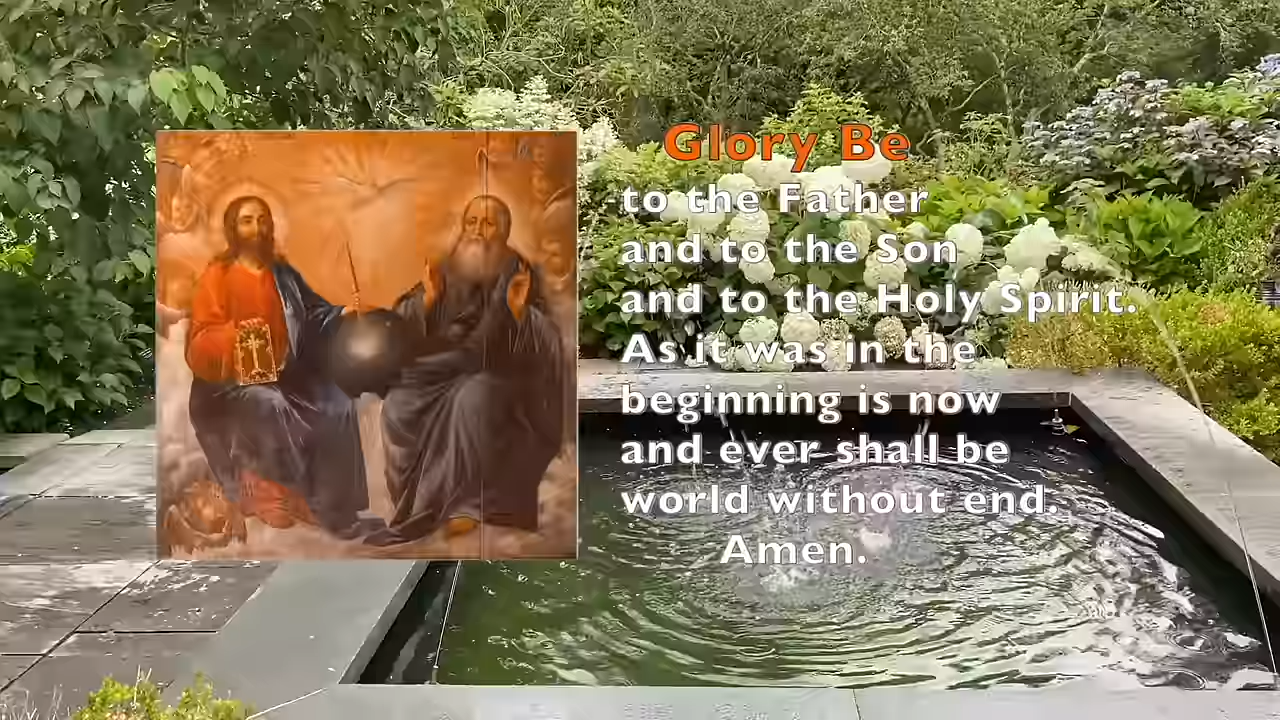 Glory Be
to the Father
and to the Son
and to the Holy Spirit.
As it was in the
beginning is now
and ever shall be
world without end.
Amen.